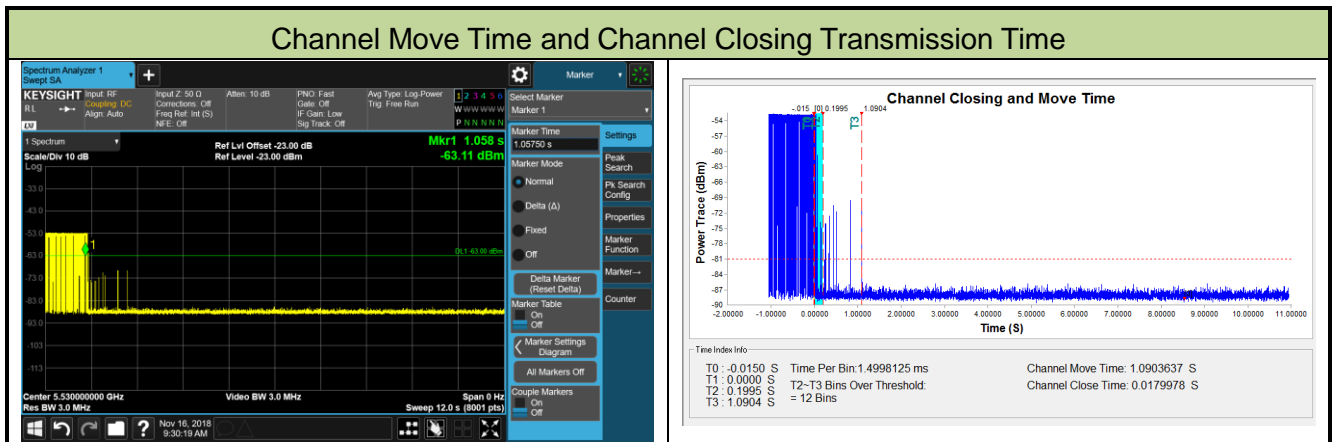 Channel Move Time and Channel Closing Transmission Time
Spectrum Analyzer 1
Swept SA
+
Marker
KEYSIGHT
RL
LXI
Input: RF
Coupling: DC
Align: Auto
Input Z: 50 Ω
Corrections: Off
Freq Ref: Int (S)
NFE: Off
Atten: 10 dB
PNO: Fast
Gate: Off
IF Gain: Low
Sig Track: Off
Avg Type: Log-Power
Trig: Free Run
1 2 3 4 5 6
W W W W W W
P N N N N N
1 Spectrum
Scale/Div 10 dB
Log
Ref Lvl Offset -23.00 dB
Ref Level -23.00 dBm
Mkr1 1.058 s
-63.11 dBm
-33.0
-43.0
-53.0
-63.0
-73.0
-83.0
-93.0
-103
-113
1
DL1 -63.00 dBm
Center 5.530000000 GHz
Res BW 3.0 MHz
Video BW 3.0 MHz
Span 0 Hz
Sweep 12.0 s (8001 pts)
Nov 16, 2018
9:30:19 AM
?
Select Marker
Marker 1
Marker Time
1.05750 s
Marker Mode
Normal
Delta (Δ)
Fixed
Off
Delta Marker
(Reset Delta)
Marker Table
On
Off
Marker Settings
Diagram
All Markers Off
Couple Markers
On
Off
Settings
Peak
Search
Pk Search
Config
Properties
Marker
Function
Marker→
Counter
Channel Closing and Move Time
-.015 [0] 0.1995 1.0904
T0
T2
T3
Power Trace (dBm)
-54
-57
-60
-63
-66
-69
-72
-75
-78
-81
-84
-87
-90
-2.00000 -1.00000 0.00000 1.00000 2.00000 3.00000 4.00000 5.00000 6.00000 7.00000 8.00000 9.00000 10.00000 11.00000
Time (S)
Time Index Info
T0 : -0.0150 S
T1 : 0.0000 S
T2 : 0.1995 S
T3 : 1.0904 S
Time Per Bin:1.4998125 ms
T2~T3 Bins Over Threshold:
= 12 Bins
Channel Move Time: 1.0903637 S
Channel Close Time: 0.0179978 S